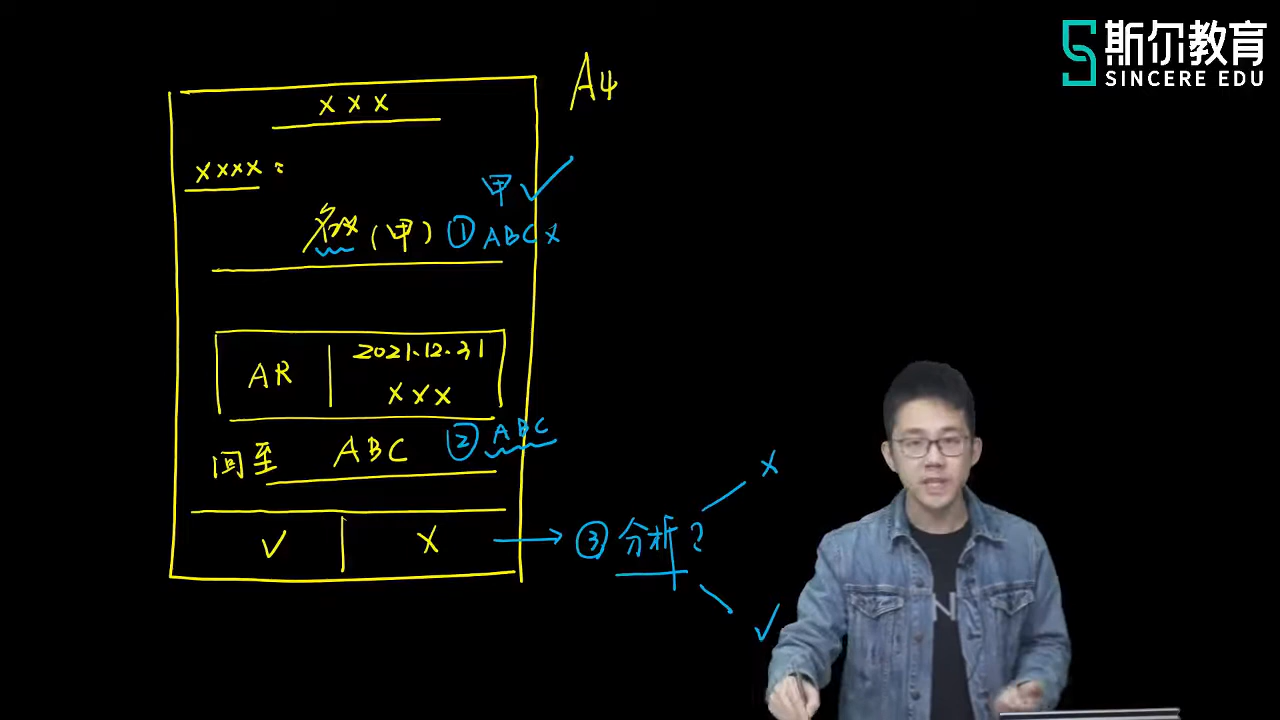 斯尔教育
SINCERE EDU
A4
XXX
XXXX:
甲 ✓
(甲) ① ABC X
AR
2021.12.31
XXX
回至 ABC ② ABC
✓ X
③ 分析?
X
✓
N